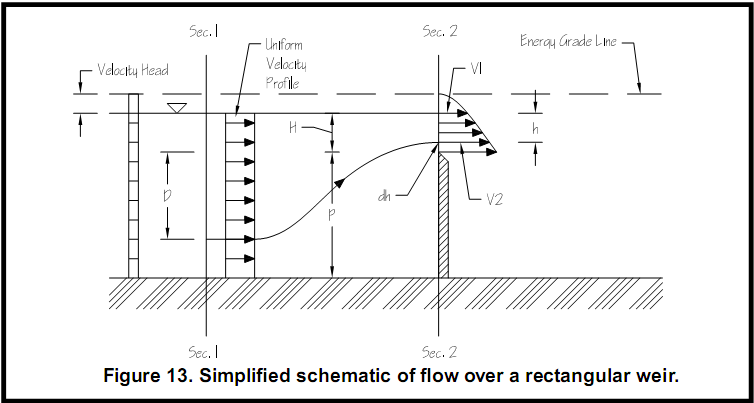 Sec. 1
Sec. 2
Energy Grade Line
Velocity Head
Uniform
Velocity
Profile
V1
H
h
D
P
dh
V2
Sec. 1
Sec. 2
Figure 13. Simplified schematic of flow over a rectangular weir.